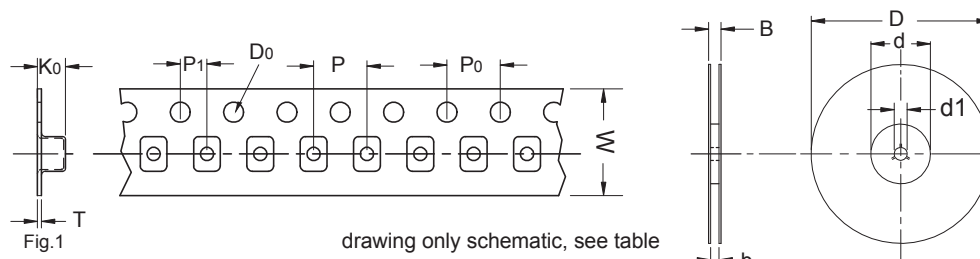 K0
P1
D0
P
P0
W
T
Fig.1
drawing only schematic, see table
B
D
d
d1
b